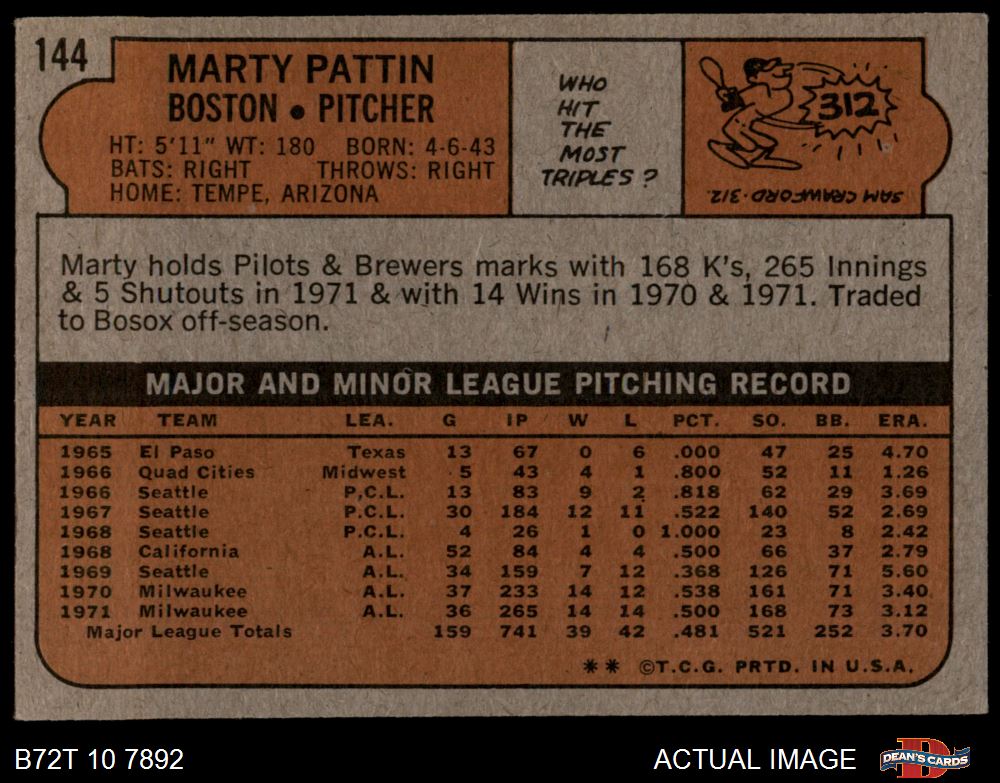 144
MARTY PATTIN
BOSTON • PITCHER
HT: 5'11" WT: 180 BORN: 4-6-43
BATS: RIGHT THROWS: RIGHT
HOME: TEMPE, ARIZONA
WHO
HIT
THE
MOST
TRIPLES?
312
SAM CRAWFORD·312.
Marty holds Pilots & Brewers marks with 168 K's, 265 Innings
& 5 Shutouts in 1971 & with 14 Wins in 1970 & 1971. Traded
to Bosox off-season.
MAJOR AND MINOR LEAGUE PITCHING RECORD
YEAR TEAM LEA. G IP W L PCT. SO. BB. ERA.
1965 El Paso Texas 13 67 0 6 .000 47 25 4.70
1966 Quad Cities Midwest 5 43 4 1 .800 52 11 1.26
1966 Seattle P.C.L. 13 83 9 2 .818 62 29 3.69
1967 Seattle P.C.L. 30 184 12 11 .522 140 52 2.69
1968 Seattle P.C.L. 4 26 1 0 1.000 23 8 2.42
1968 California A.L. 52 84 4 4 .500 66 37 2.79
1969 Seattle A.L. 34 159 7 12 .368 126 71 5.60
1970 Milwaukee A.L. 37 233 14 12 .538 161 71 3.40
1971 Milwaukee A.L. 36 265 14 14 .500 168 73 3.12
Major League Totals 159 741 39 42 .481 521 252 3.70
** ©T.C.G. PRTD. IN U.S.A.
B72T 10 7892 ACTUAL IMAGE D DEAN'S CARDS